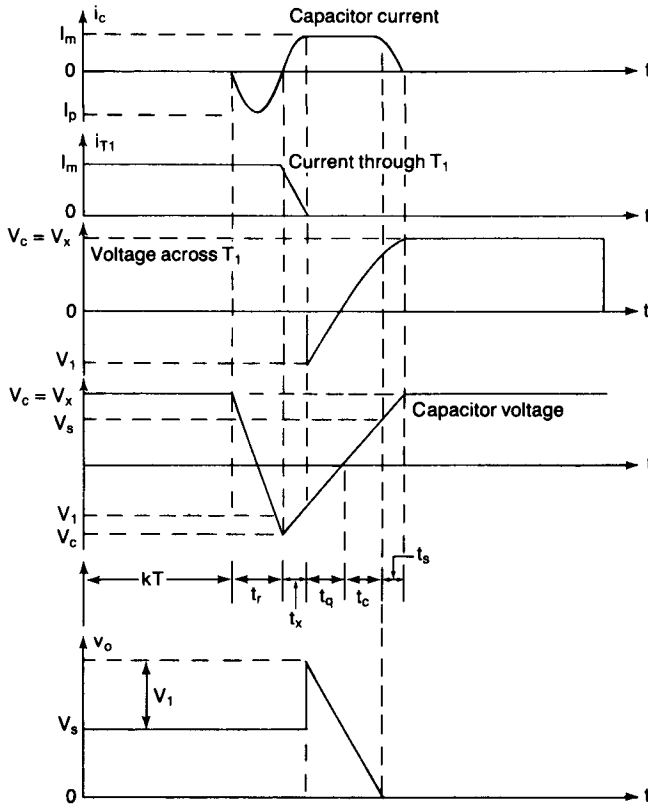 i_c
Capacitor current
I_m
0
t
I_p
i_T1
I_m
Current through T_1
0
t
V_c = V_x
Voltage across T_1
0
t
V_1
V_c = V_x
Capacitor voltage
V_s
t
V_1
V_c
kT
t_r
t_x
t_q
t_c
t_s
v_o
V_1
V_s
0
t